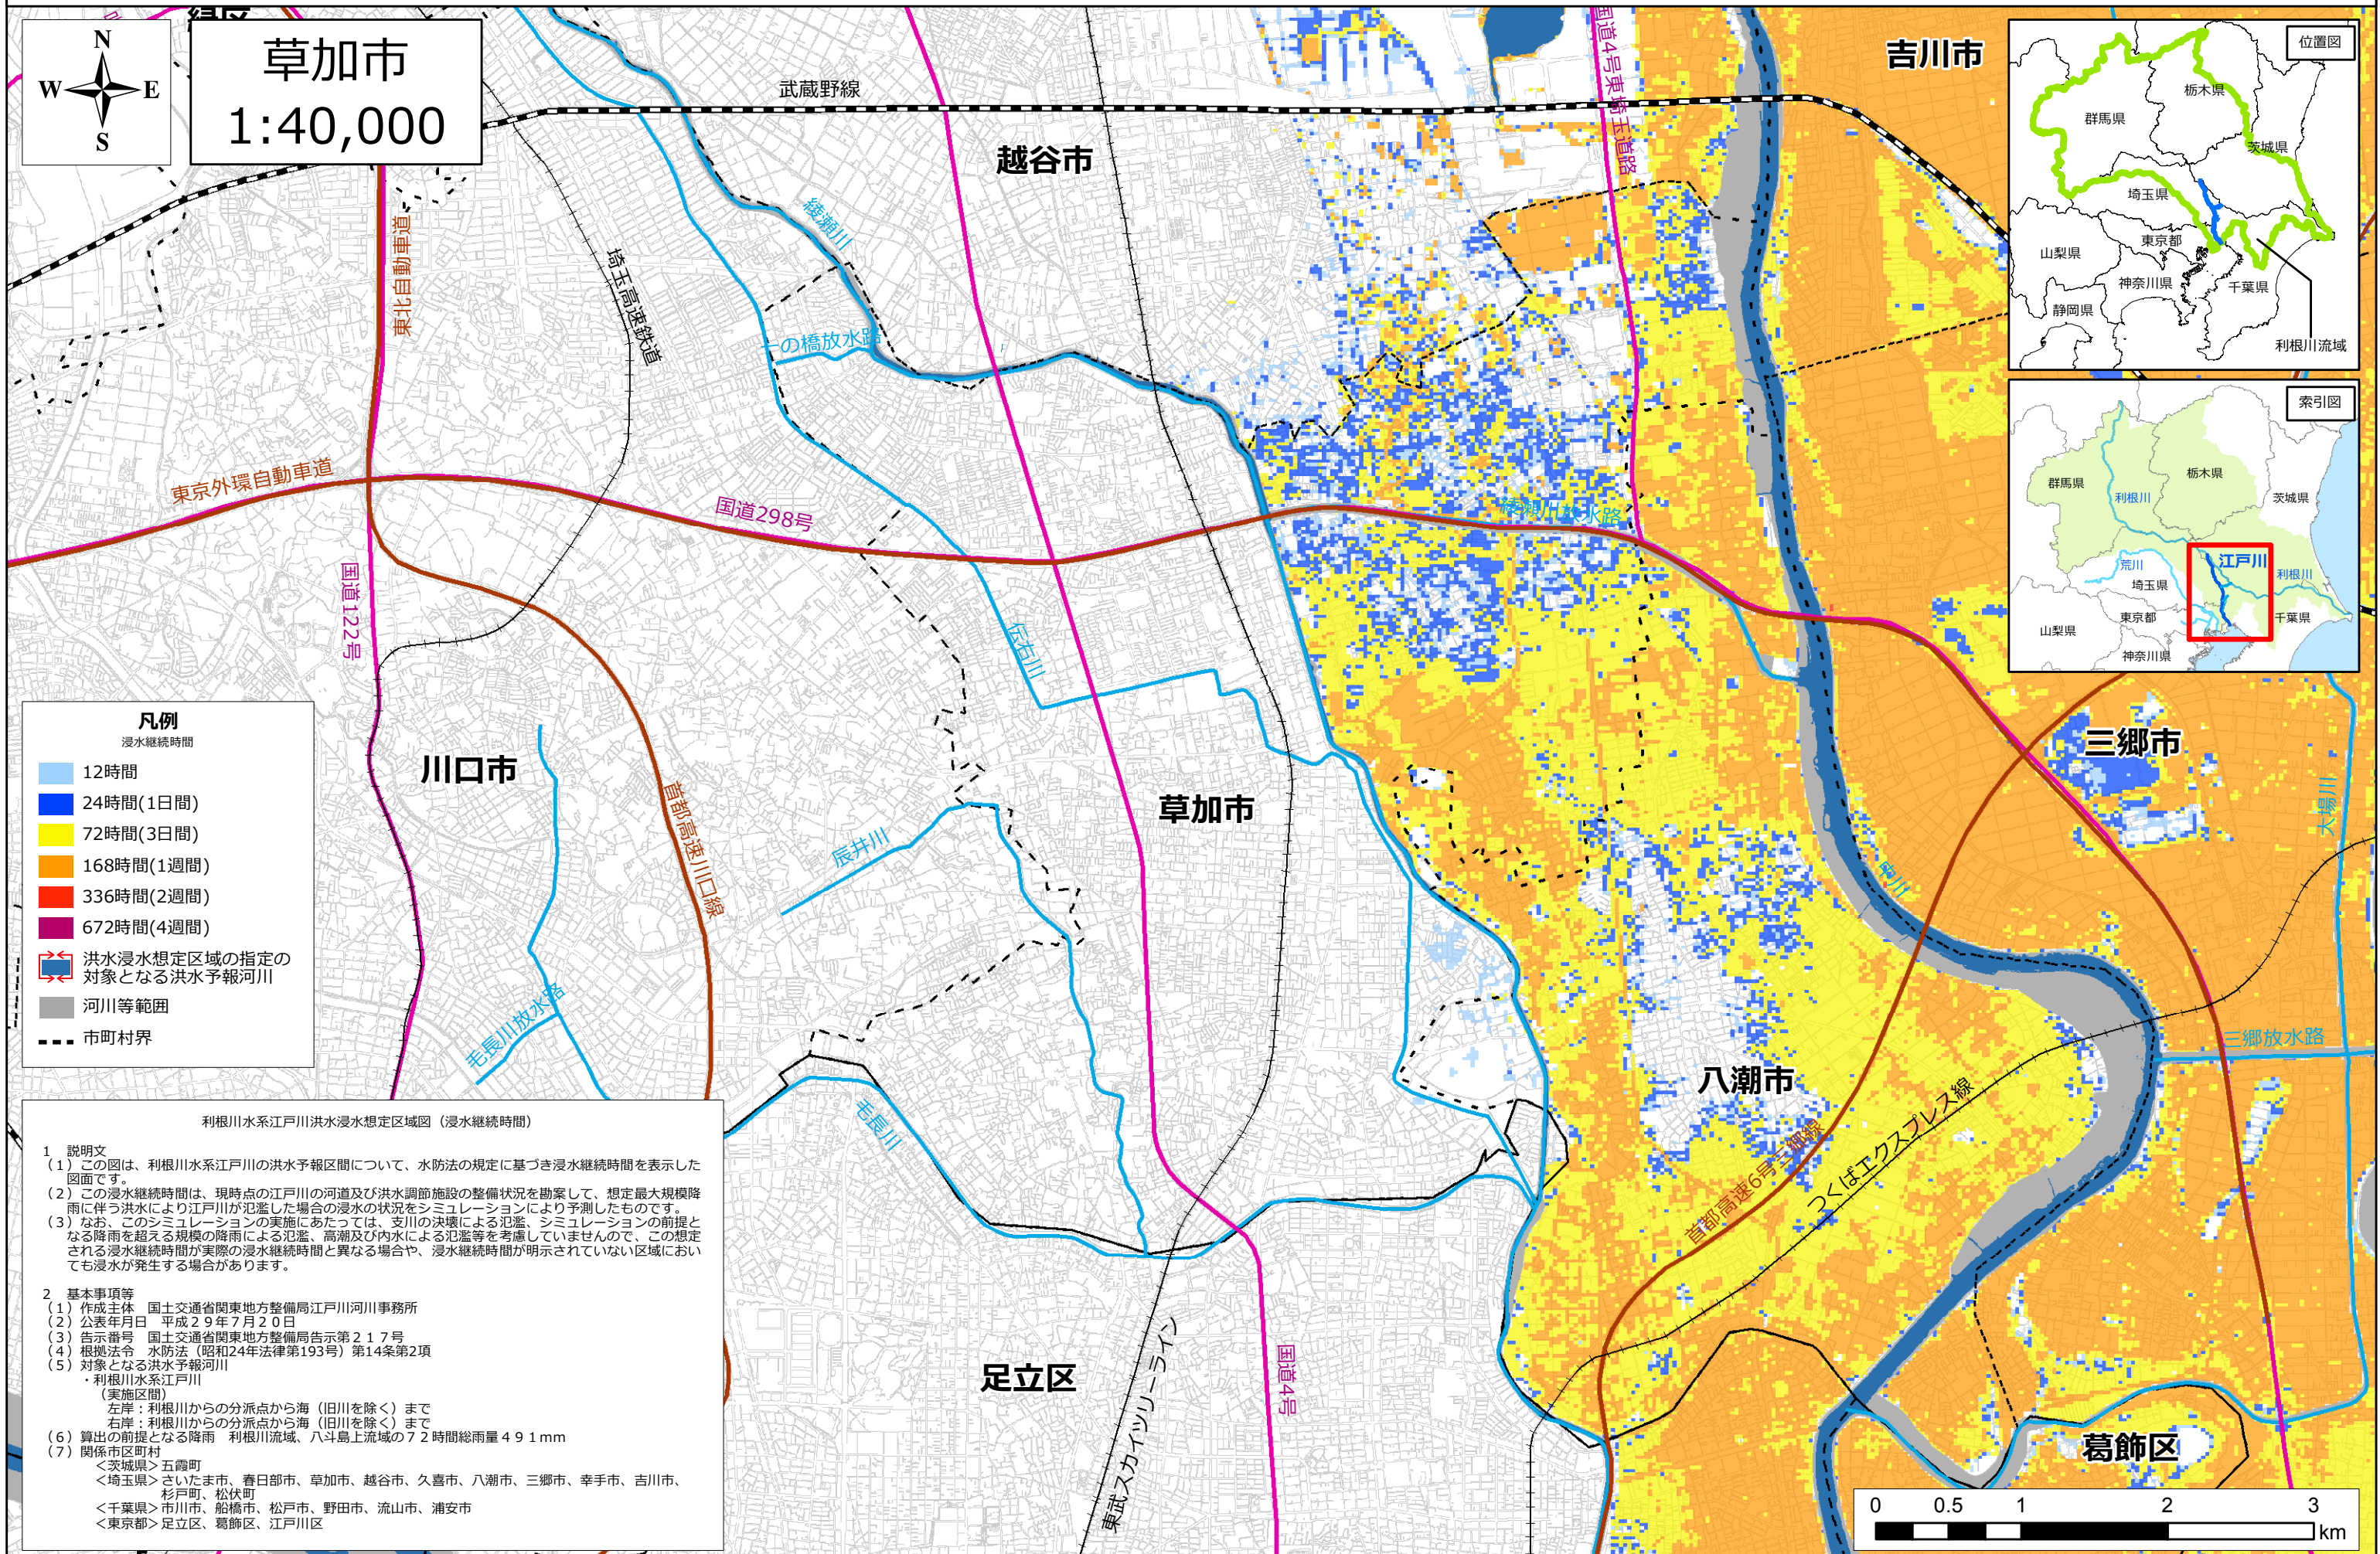 緑区
N
W E
S
草加市
1:40,000
武蔵野線
越谷市
吉川市
国道4号東埼玉道路
東北自動車道
埼玉高速鉄道
綾瀬川
一の橋放水路
東京外環自動車道
国道298号
綾瀬川放水路
国道122号
伝右川
川口市
草加市
三郷市
首都高速川口線
辰井川
大場川
中川
毛長川放水路
八潮市
三郷放水路
毛長川
首都高速6号三郷線
つくばエクスプレス線
足立区
東武スカイツリーライン
国道4号
葛飾区
位置図
栃木県
群馬県
茨城県
埼玉県
東京都
山梨県
神奈川県
千葉県
静岡県
利根川流域
索引図
栃木県
群馬県
利根川
茨城県
江戸川
荒川
利根川
埼玉県
東京都
千葉県
山梨県
神奈川県
凡例
浸水継続時間
12時間
24時間(1日間)
72時間(3日間)
168時間(1週間)
336時間(2週間)
672時間(4週間)
洪水浸水想定区域の指定の
対象となる洪水予報河川
河川等範囲
市町村界
利根川水系江戸川洪水浸水想定区域図（浸水継続時間）
1 説明文
（1）この図は、利根川水系江戸川の洪水予報区間について、水防法の規定に基づき浸水継続時間を表示した
図面です。
（2）この浸水継続時間は、現時点の江戸川の河道及び洪水調節施設の整備状況を勘案して、想定最大規模降
雨に伴う洪水により江戸川が氾濫した場合の浸水の状況をシミュレーションにより予測したものです。
（3）なお、このシミュレーションの実施にあたっては、支川の決壊による氾濫、シミュレーションの前提と
なる降雨を超える規模の降雨による氾濫、高潮及び内水による氾濫等を考慮していませんので、この想定
される浸水継続時間が実際の浸水継続時間と異なる場合や、浸水継続時間が明示されていない区域におい
ても浸水が発生する場合があります。
2 基本事項等
（1）作成主体 国土交通省関東地方整備局江戸川河川事務所
（2）公表年月日 平成２９年７月２０日
（3）告示番号 国土交通省関東地方整備局告示第２１７号
（4）根拠法令 水防法（昭和24年法律第193号）第14条第2項
（5）対象となる洪水予報河川
・利根川水系江戸川
（実施区間）
左岸：利根川からの分派点から海（旧川を除く）まで
右岸：利根川からの分派点から海（旧川を除く）まで
（6）算出の前提となる降雨 利根川流域、八斗島上流域の７２時間総雨量４９１mm
（7）関係市区町村
＜茨城県＞五霞町
＜埼玉県＞さいたま市、春日部市、草加市、越谷市、久喜市、八潮市、三郷市、幸手市、吉川市、
杉戸町、松伏町
＜千葉県＞市川市、船橋市、松戸市、野田市、流山市、浦安市
＜東京都＞足立区、葛飾区、江戸川区
0 0.5 1 2 3
km